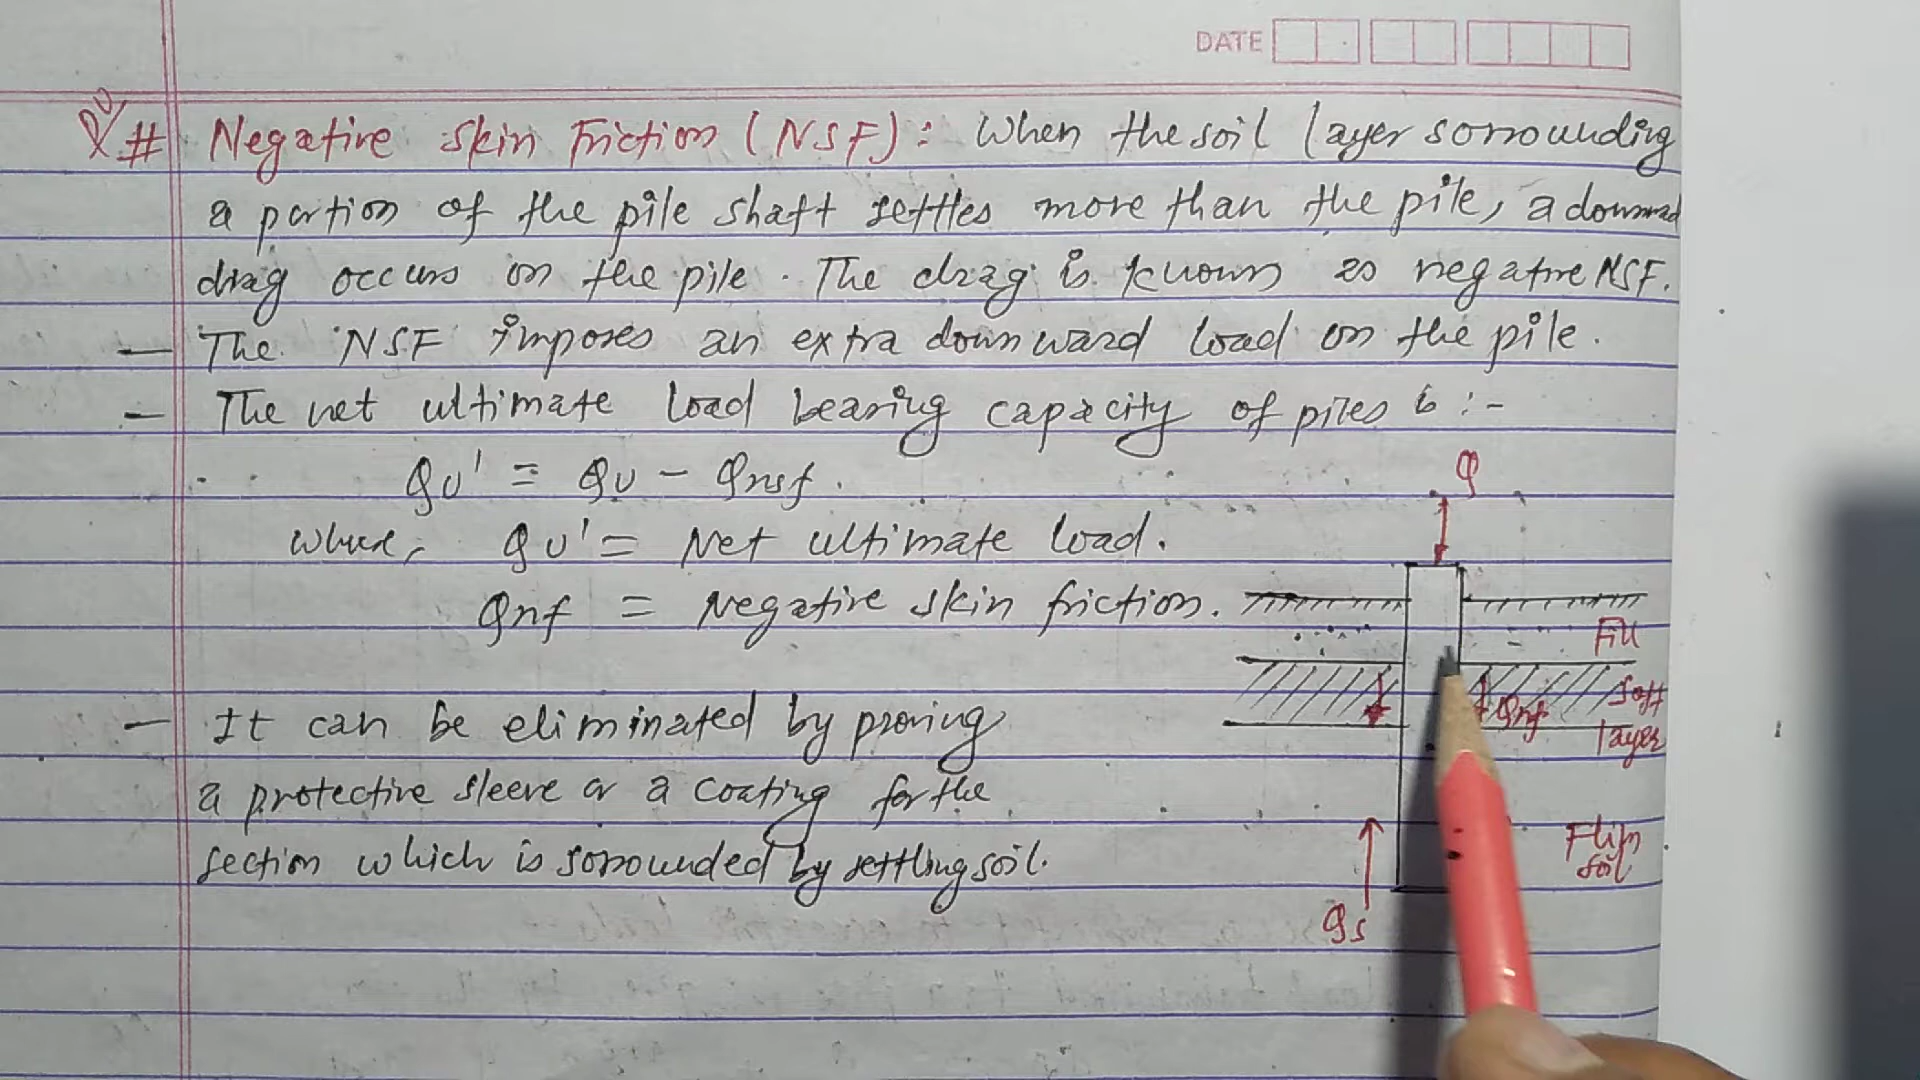 DATE
# Negative Skin Friction (NSF): When the soil layer sorrounding
a portion of the pile shaft settles more than the pile, a downward
drag occurs on the pile. The drag is known as negative NSF.
— The NSF imposes an extra downward load on the pile.
— The net ultimate load bearing capacity of piles is :-
Qu' = Qu - Qnsf.
where, Qu' = Net ultimate load.
Qnf = Negative skin friction.
— It can be eliminated by proving
a protective sleeve or a coating for the
section which is sorrounded by settling soil.
Q
Fill
Soft
Qnf
layer
soil
Qs